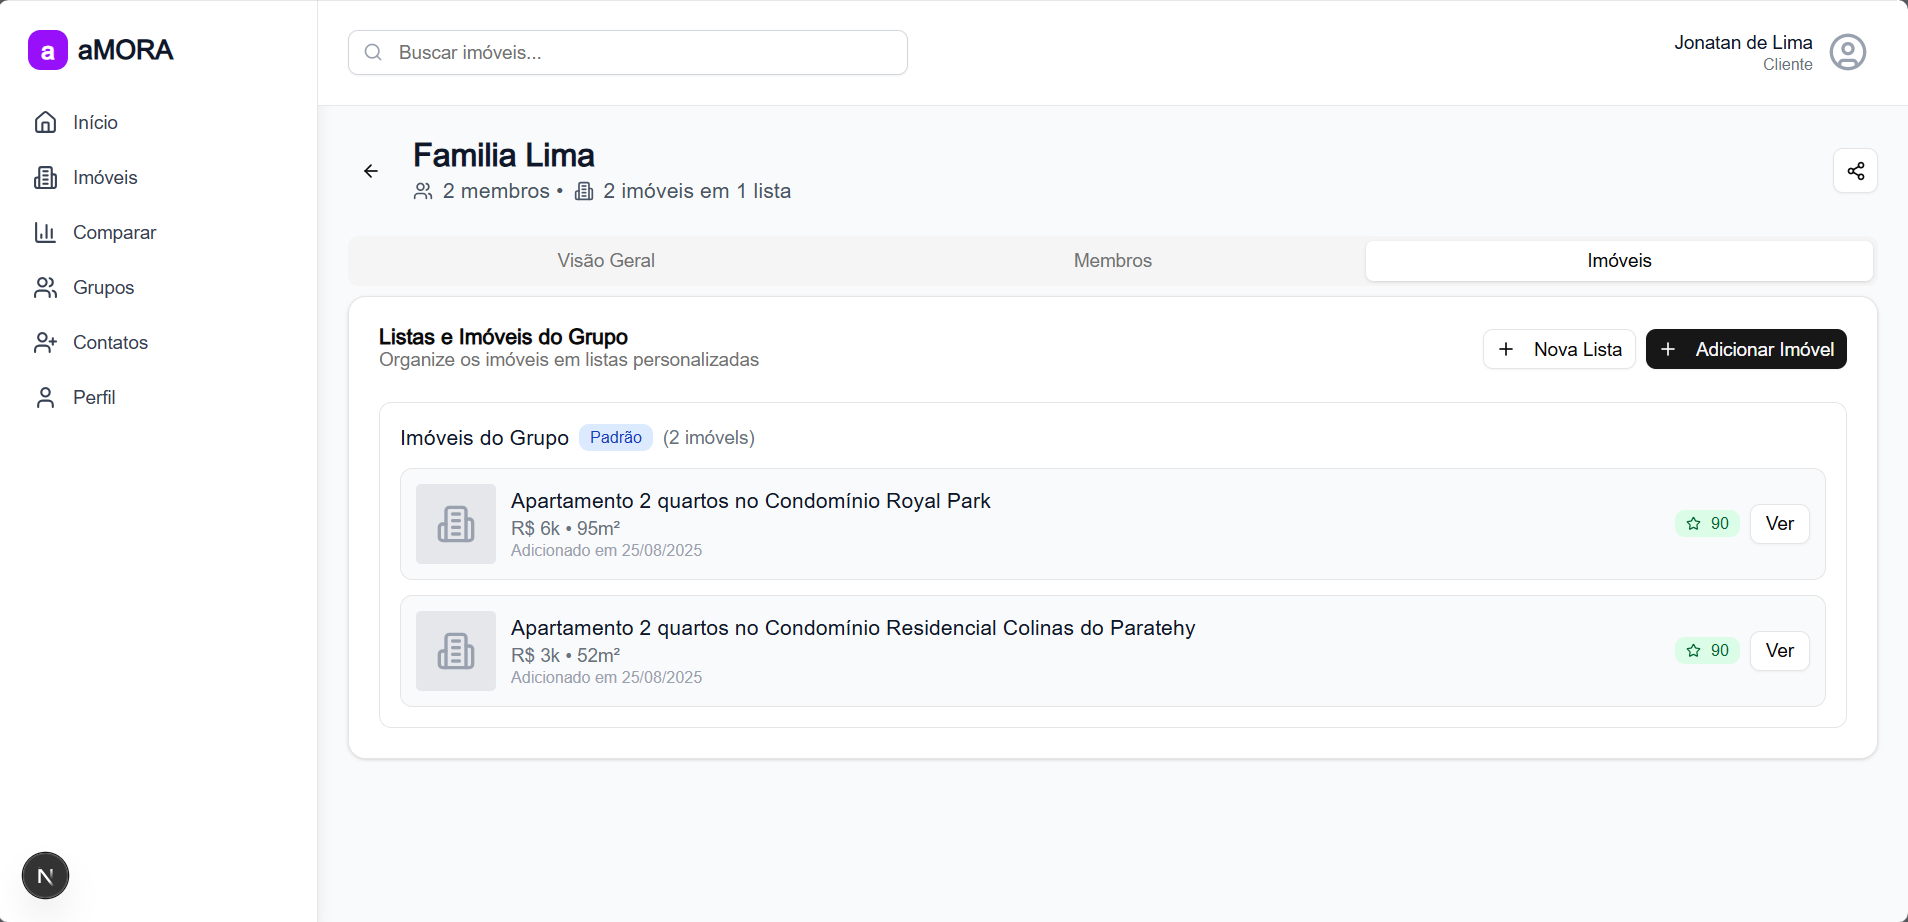 a aMORA
Buscar imóveis...
Jonatan de Lima
Cliente
Início
Imóveis
Comparar
Grupos
Contatos
Perfil
Familia Lima
2 membros • 2 imóveis em 1 lista
Visão Geral
Membros
Imóveis
Listas e Imóveis do Grupo
Organize os imóveis em listas personalizadas
Nova Lista
Adicionar Imóvel
Imóveis do Grupo Padrão (2 imóvels)
Apartamento 2 quartos no Condomínio Royal Park
R$ 6k • 95m²
Adicionado em 25/08/2025
90 Ver
Apartamento 2 quartos no Condomínio Residencial Colinas do Paratehy
R$ 3k • 52m²
Adicionado em 25/08/2025
90 Ver
N